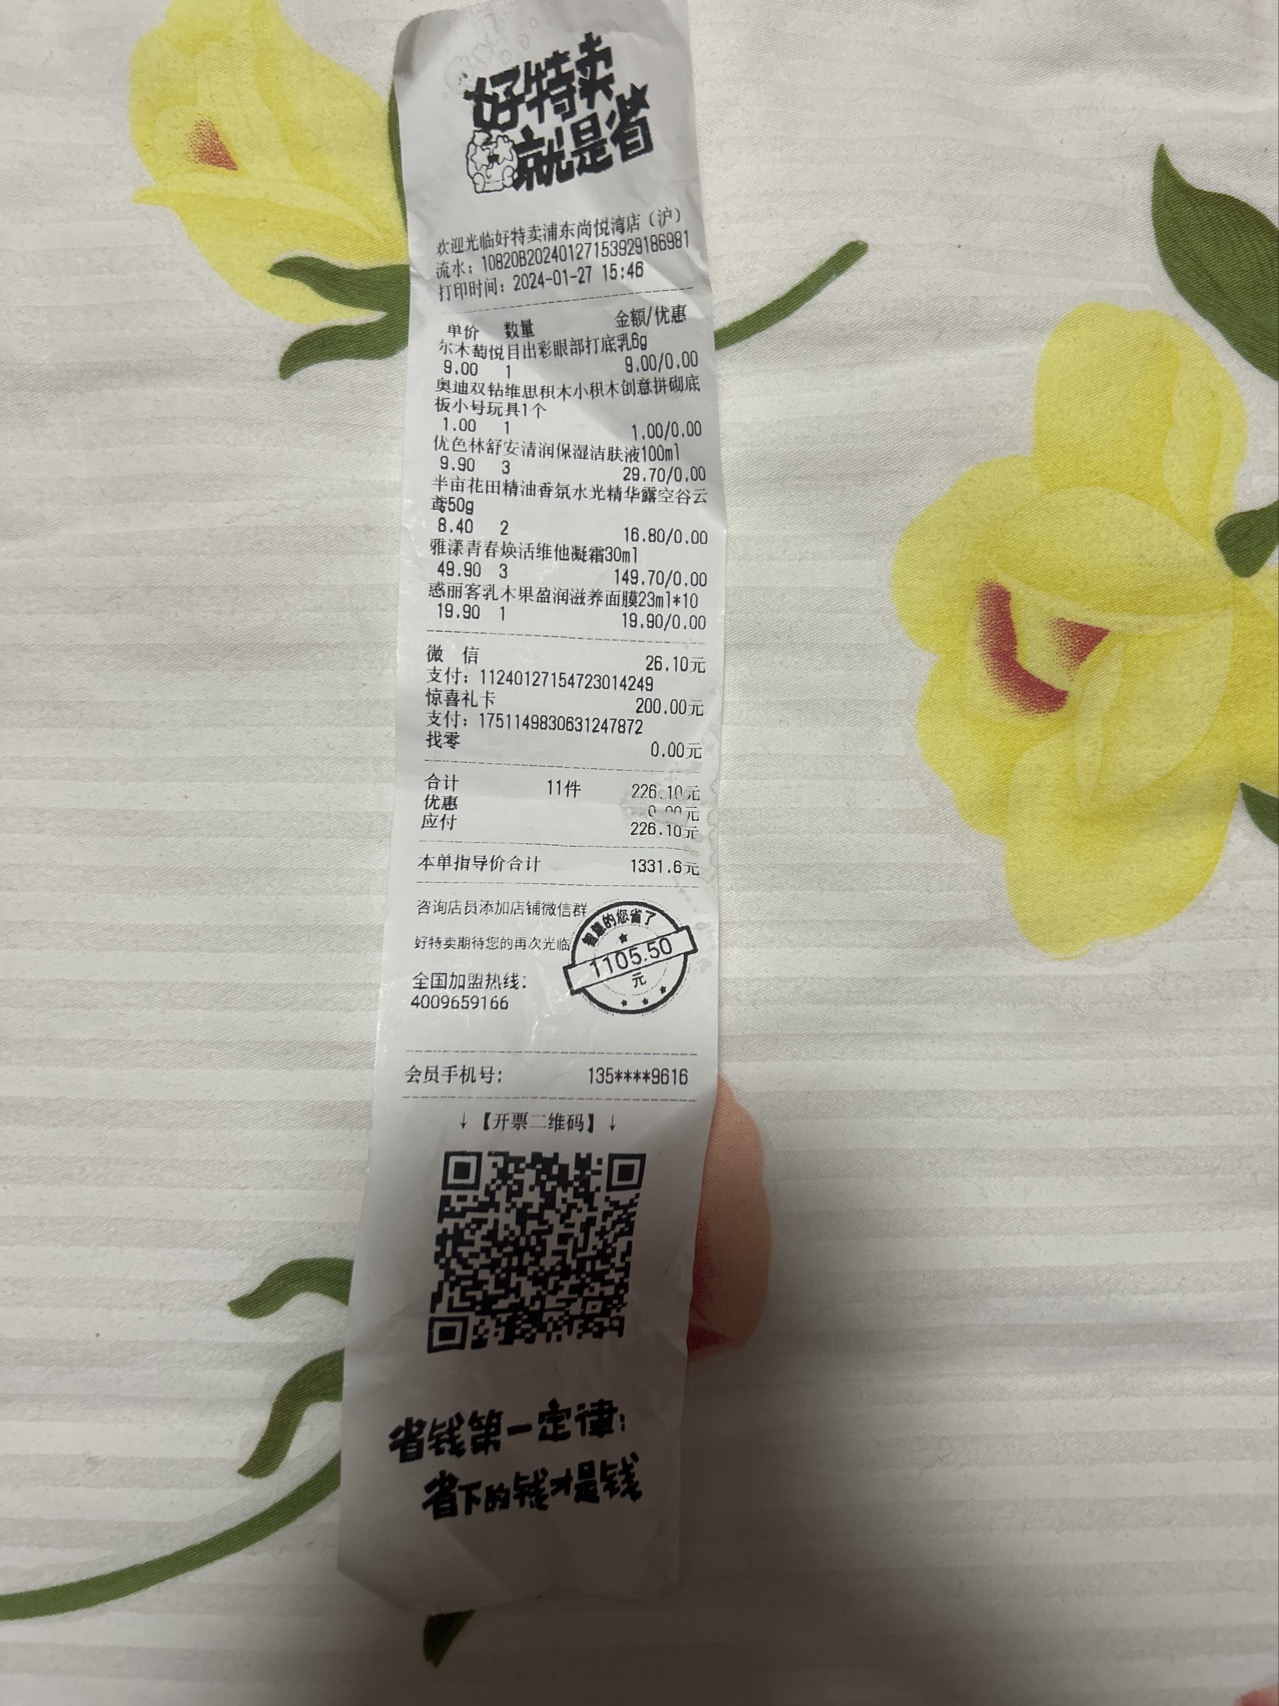 好特卖
就是省
欢迎光临好特卖浦东尚悦湾店（沪）
流水：10820B20240127153929186981
打印时间：2024-01-27 15:46
单价 数量 金额/优惠
尔木萄悦目出彩眼部打底乳6g
9.00 1 9.00/0.00
奥迪双钻维思积木小积木创意拼砌底
板小号玩具1个
1.00 1 1.00/0.00
优色林舒安清润保湿洁肤液100ml
9.90 3 29.70/0.00
半亩花田精油香氛水光精华露空谷云
鸢50g
8.40 2 16.80/0.00
雅漾青春焕活维他凝霜30ml
49.90 3 149.70/0.00
惑丽客乳木果盈润滋养面膜23ml*10
19.90 1 19.90/0.00
微 信 26.10元
支付：11240127154723014249
惊喜礼卡 200.00元
支付：1751149830631247872
找零 0.00元
合计 11件 226.10元
优惠 0.00元
应付 226.10元
本单指导价合计 1331.6元
咨询店员添加店铺微信群
好特卖期待您的再次光临
智慧的您省了
1105.50
元
全国加盟热线：
4009659166
会员手机号： 135****9616
↓【开票二维码】↓
省钱第一定律：
省下的钱才是钱